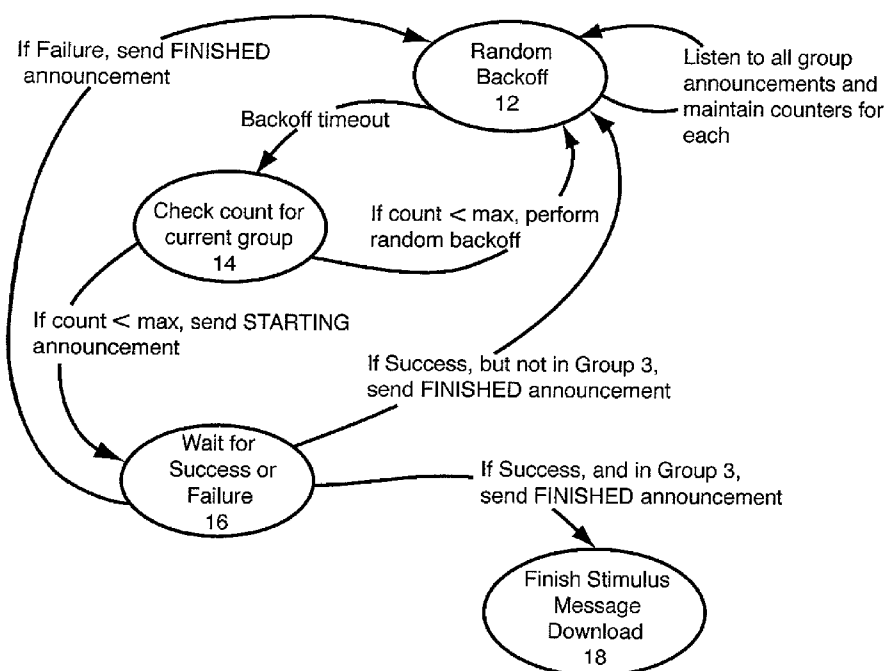 If Failure, send FINISHED
announcement
Random
Backoff
12
Listen to all group
announcements and
maintain counters for
each
Backoff timeout
Check count for
current group
14
If count < max, perform
random backoff
If count < max, send STARTING
announcement
If Success, but not in Group 3,
send FINISHED announcement
Wait for
Success or
Failure
16
If Success, and in Group 3,
send FINISHED announcement
Finish Stimulus
Message
Download
18